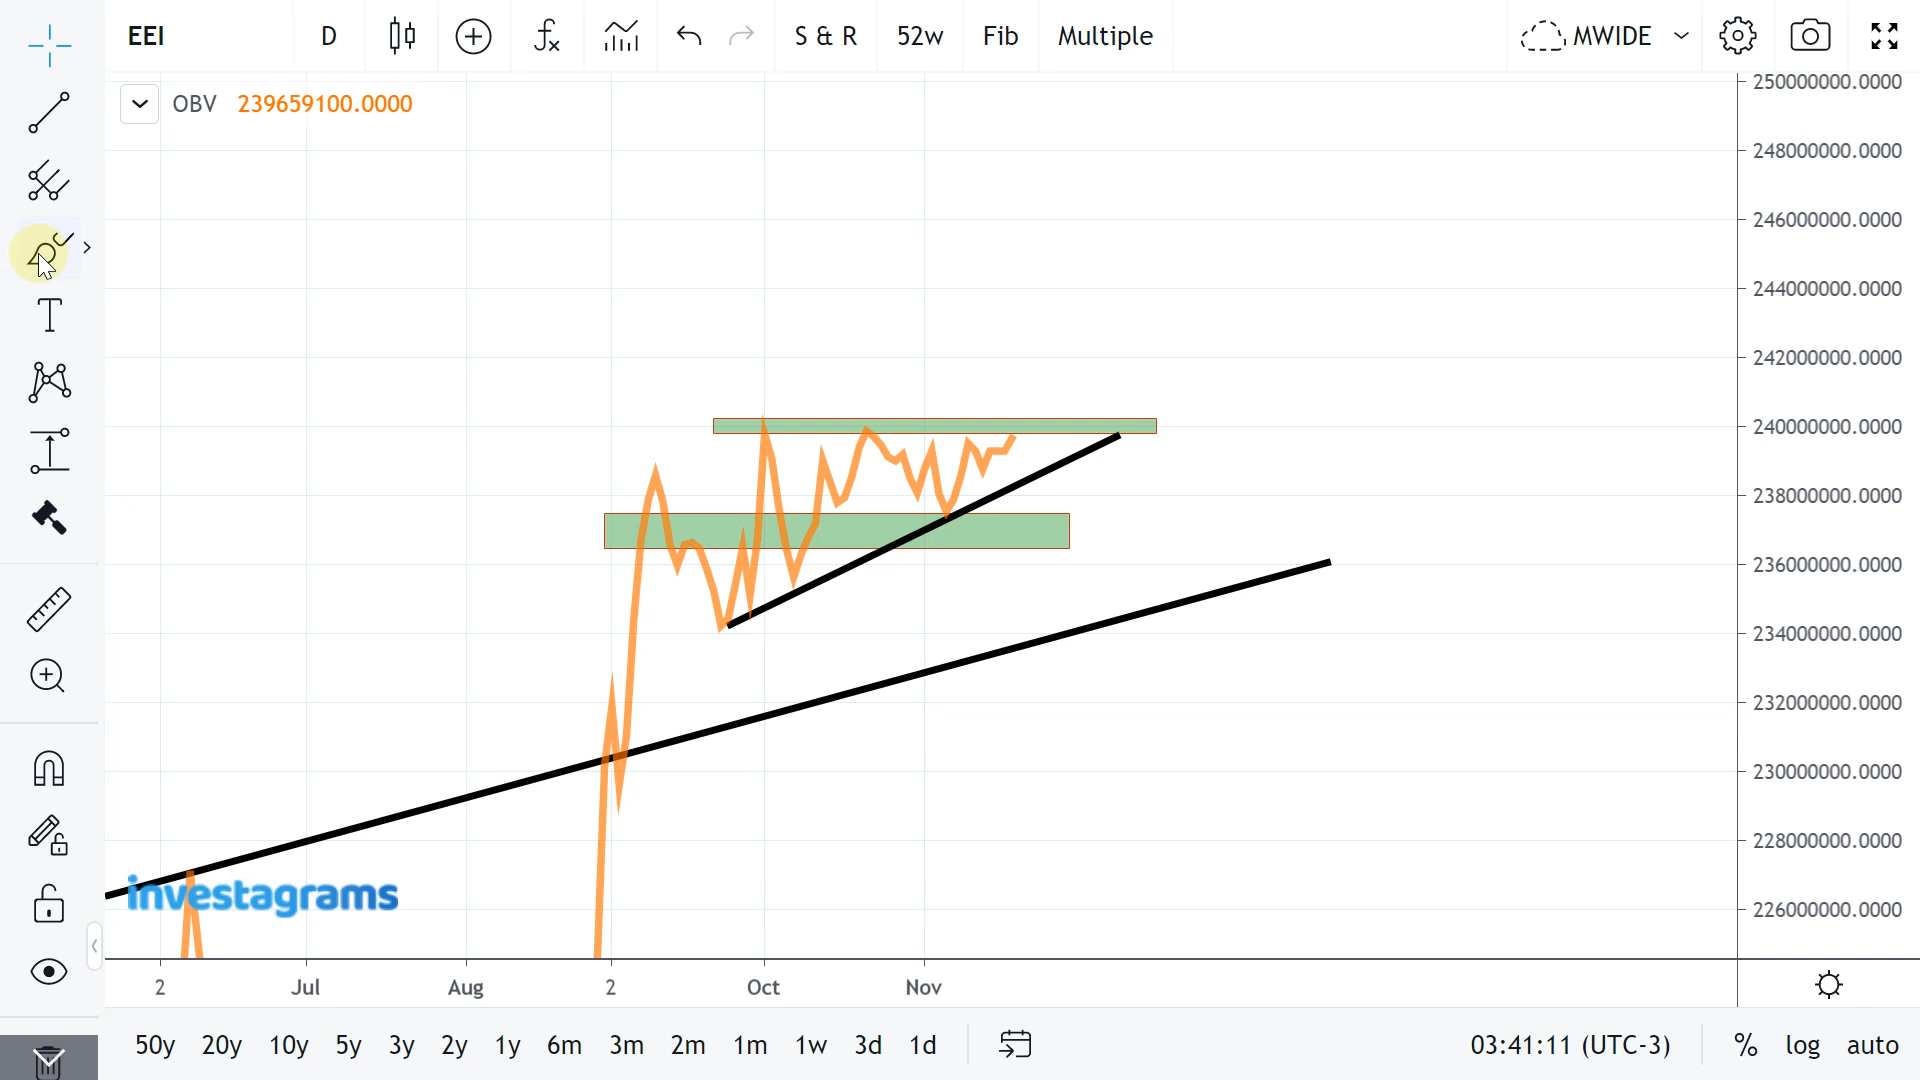 EEI D S & R 52w Fib Multiple MWIDE
OBV 239659100.0000
250000000.0000
248000000.0000
246000000.0000
244000000.0000
242000000.0000
240000000.0000
238000000.0000
236000000.0000
234000000.0000
232000000.0000
230000000.0000
228000000.0000
226000000.0000
investagrams
2 Jul Aug 2 Oct Nov
50y 20y 10y 5y 3y 2y 1y 6m 3m 2m 1m 1w 3d 1d 03:41:11 (UTC-3) % log auto